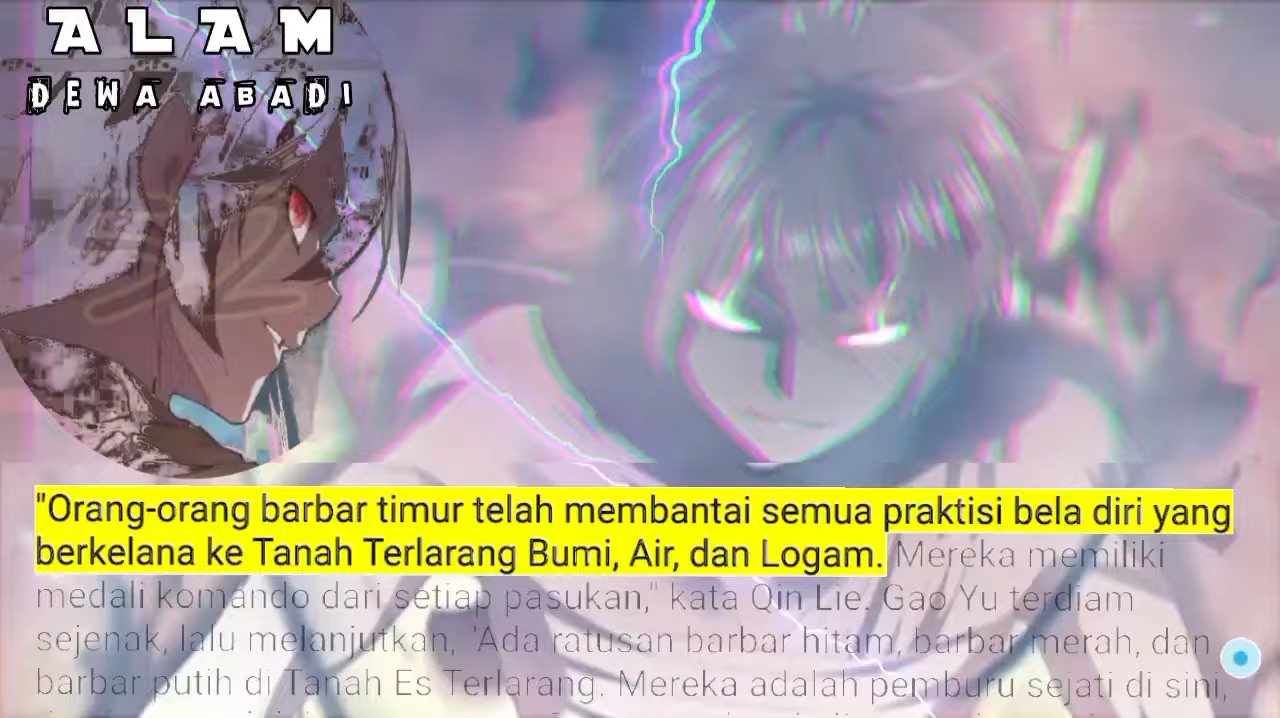 ALAM
DEWA ABADI
"Orang-orang barbar timur telah membantai semua praktisi bela diri yang
berkelana ke Tanah Terlarang Bumi, Air, dan Logam. Mereka memiliki
medali komando dari setiap pasukan," kata Qin Lie. Gao Yu terdiam
sejenak, lalu melanjutkan, "Ada ratusan barbar hitam, barbar merah, dan
barbar putih di Tanah Es Terlarang. Mereka adalah pemburu sejati di sini,